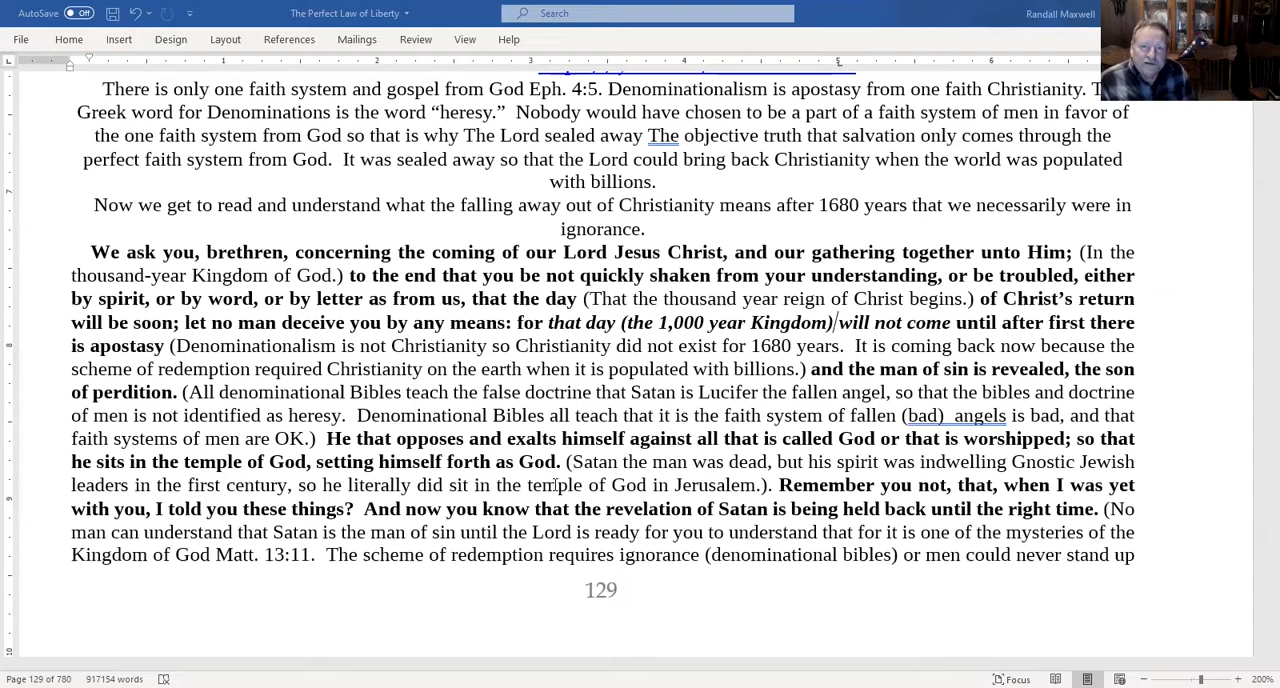 AutoSave Off The Perfect Law of Liberty Search Randall Maxwell
File Home Insert Design Layout References Mailings Review View Help
1 2 3 4 5 6
There is only one faith system and gospel from God Eph. 4:5. Denominationalism is apostasy from one faith Christianity.
Greek word for Denominations is the word “heresy.” Nobody would have chosen to be a part of a faith system of men in favor of
the one faith system from God so that is why The Lord sealed away The objective truth that salvation only comes through the
perfect faith system from God. It was sealed away so that the Lord could bring back Christianity when the world was populated
with billions.
Now we get to read and understand what the falling away out of Christianity means after 1680 years that we necessarily were in
ignorance.
We ask you, brethren, concerning the coming of our Lord Jesus Christ, and our gathering together unto Him; (In the
thousand-year Kingdom of God.) to the end that you be not quickly shaken from your understanding, or be troubled, either
by spirit, or by word, or by letter as from us, that the day (That the thousand year reign of Christ begins.) of Christ’s return
will be soon; let no man deceive you by any means: for that day (the 1,000 year Kingdom) will not come until after first there
is apostasy (Denominationalism is not Christianity so Christianity did not exist for 1680 years. It is coming back now because the
scheme of redemption required Christianity on the earth when it is populated with billions.) and the man of sin is revealed, the son
of perdition. (All denominational Bibles teach the false doctrine that Satan is Lucifer the fallen angel, so that the bibles and doctrine
of men is not identified as heresy. Denominational Bibles all teach that it is the faith system of fallen (bad) angels is bad, and that
faith systems of men are OK.) He that opposes and exalts himself against all that is called God or that is worshipped; so that
he sits in the temple of God, setting himself forth as God. (Satan the man was dead, but his spirit was indwelling Gnostic Jewish
leaders in the first century, so he literally did sit in the temple of God in Jerusalem.). Remember you not, that, when I was yet
with you, I told you these things? And now you know that the revelation of Satan is being held back until the right time. (No
man can understand that Satan is the man of sin until the Lord is ready for you to understand that for it is one of the mysteries of the
Kingdom of God Matt. 13:11. The scheme of redemption requires ignorance (denominational bibles) or men could never stand up
129
Page 129 of 780 917154 words Focus 200%